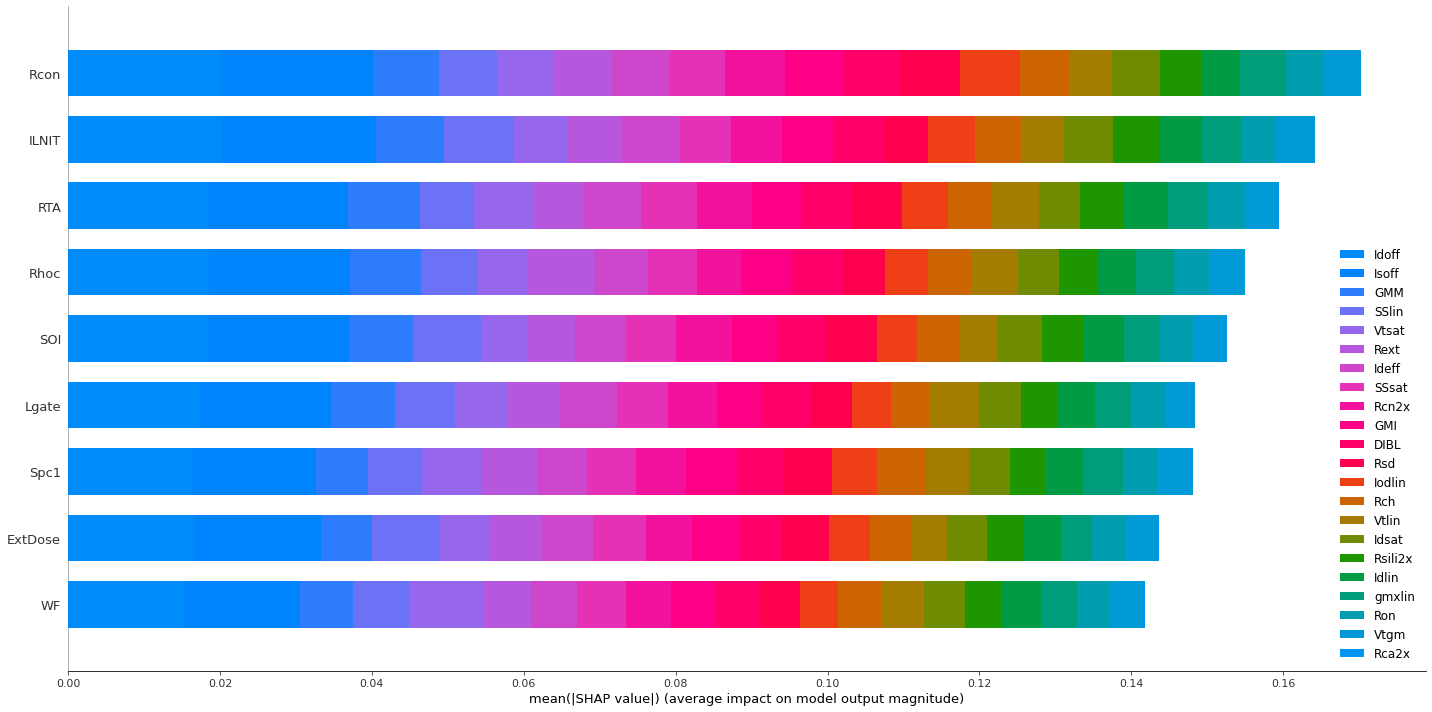 Rcon
ILNIT
RTA
Rhoc
SOI
Lgate
Spc1
ExtDose
WF
Idoff
Isoff
GMM
SSlin
Vtsat
Rext
Ideff
SSsat
Rcn2x
GMI
DIBL
Rsd
Iodlin
Rch
Vtlin
Idsat
Rsili2x
Idlin
gmxlin
Ron
Vtgm
Rca2x
0.00 0.02 0.04 0.06 0.08 0.10 0.12 0.14 0.16
mean(|SHAP value|) (average impact on model output magnitude)